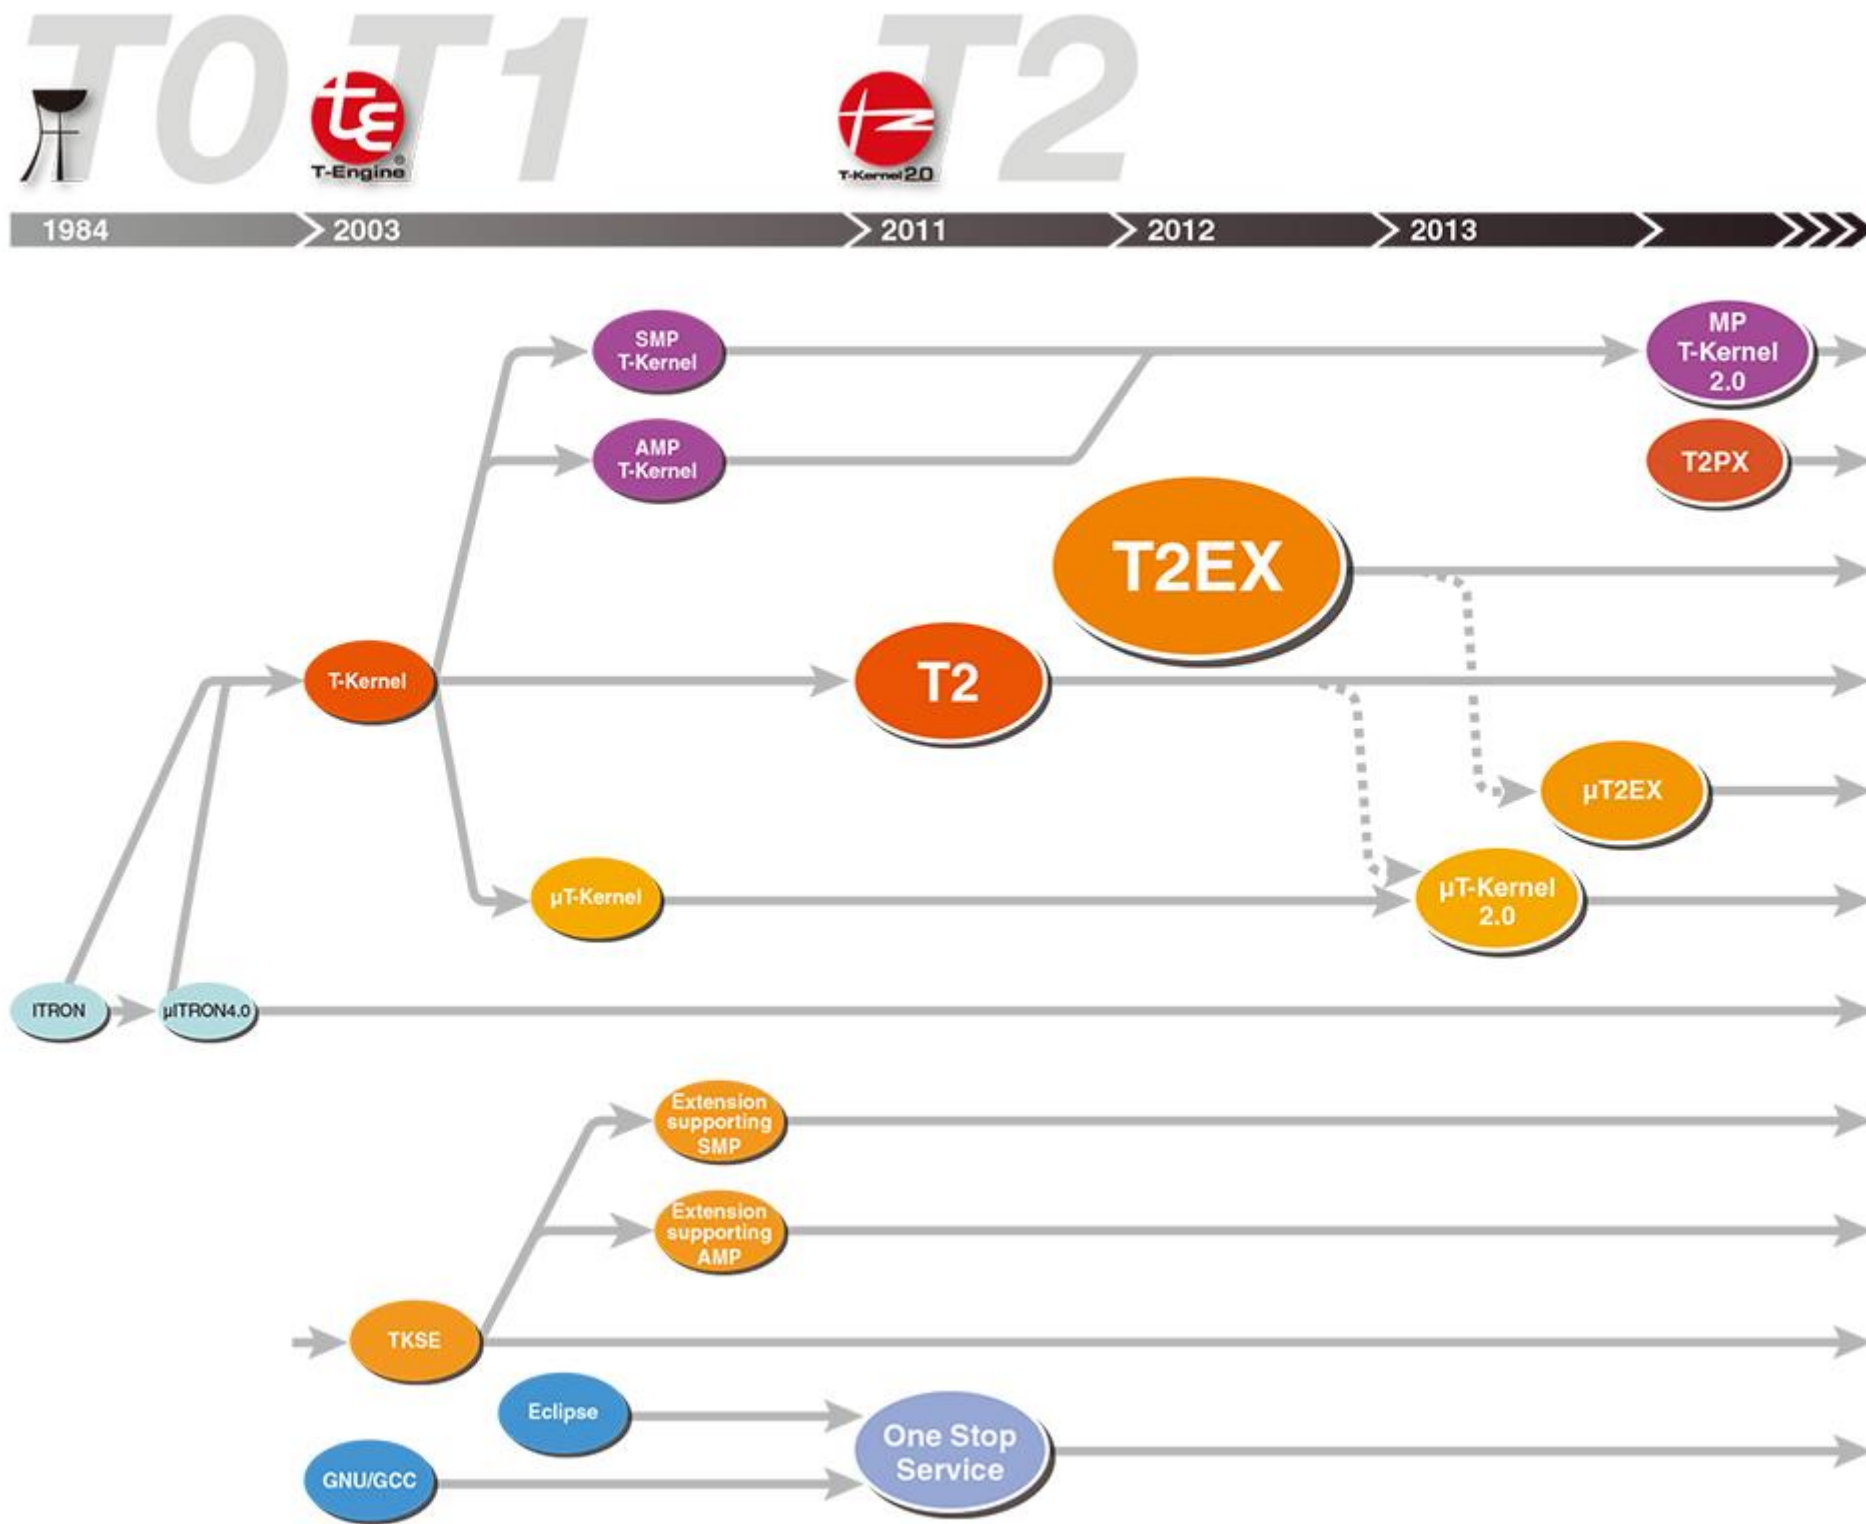 T0
T1
T2
T-Engine®
T-Kernel2.0
1984
2003
2011
2012
2013
SMP
T-Kernel
MP
T-Kernel
2.0
AMP
T-Kernel
T2PX
T2EX
T-Kernel
T2
µT2EX
µT-Kernel
µT-Kernel
2.0
ITRON
µITRON4.0
Extension
supporting
SMP
Extension
supporting
AMP
TKSE
Eclipse
One Stop
Service
GNU/GCC